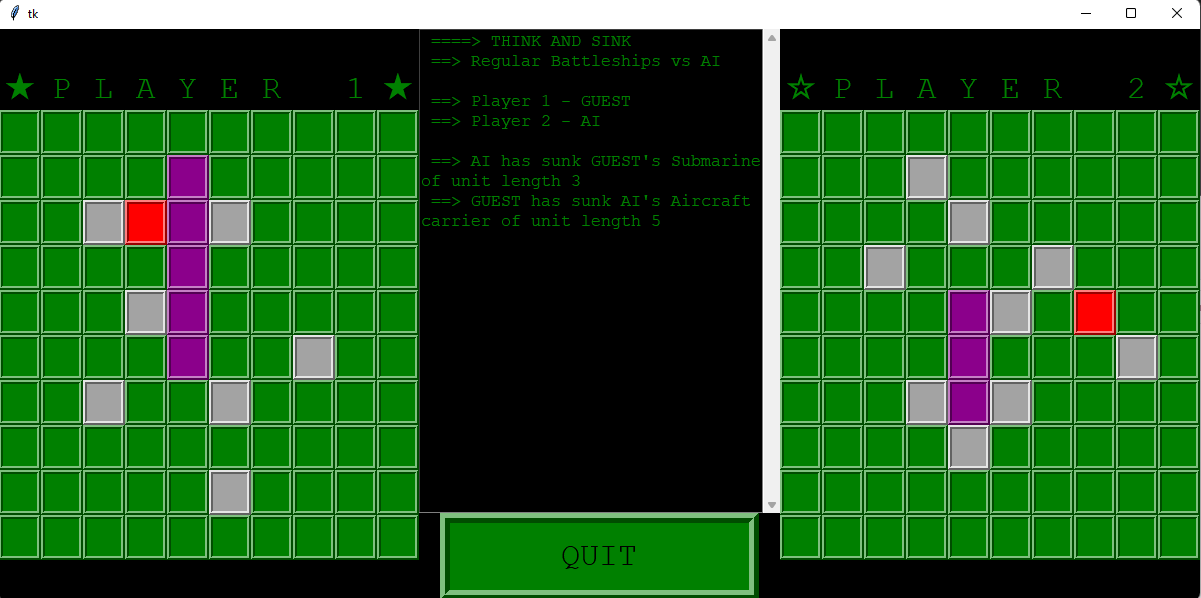 tk
★ P L A Y E R 1 ★
====> THINK AND SINK
==> Regular Battleships vs AI
==> Player 1 - GUEST
==> Player 2 - AI
==> AI has sunk GUEST's Submarine
of unit length 3
==> GUEST has sunk AI's Aircraft
carrier of unit length 5
☆ P L A Y E R 2 ☆
QUIT